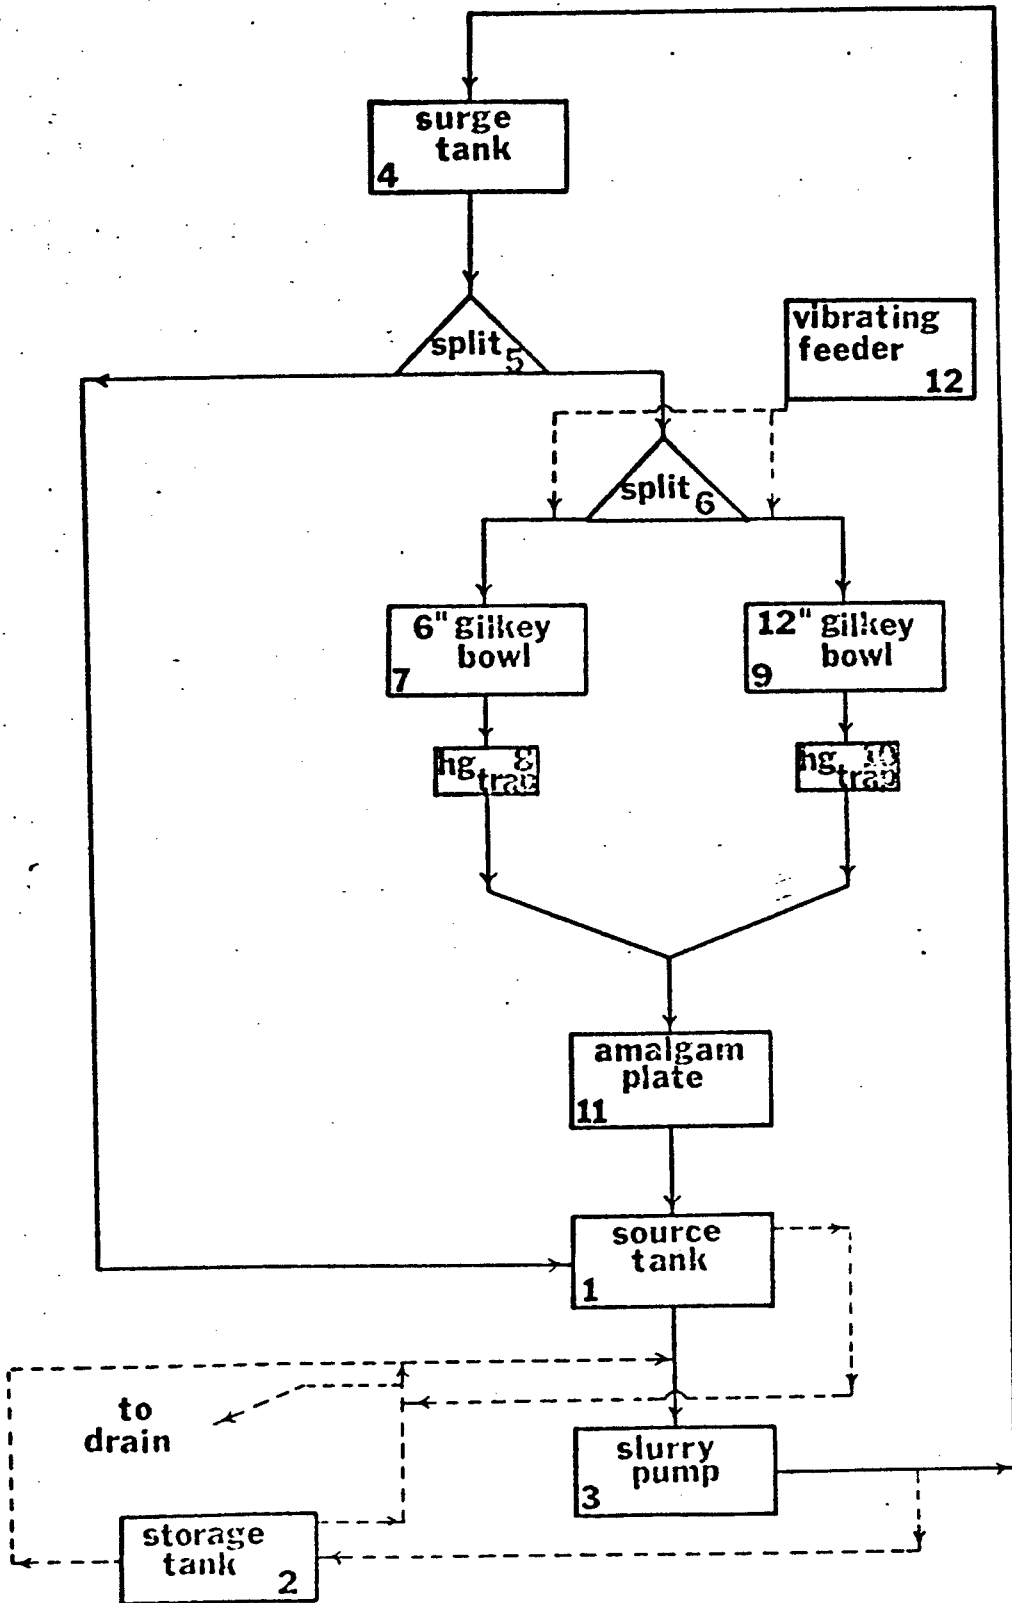 surge
tank
4
split 5
vibrating
feeder
12
split 6
6" gilkey
bowl
7
12" gilkey
bowl
9
hg 8
trap
hg 10
trap
amalgam
plate
11
source
tank
1
to
drain
slurry
pump
3
storage
tank
2